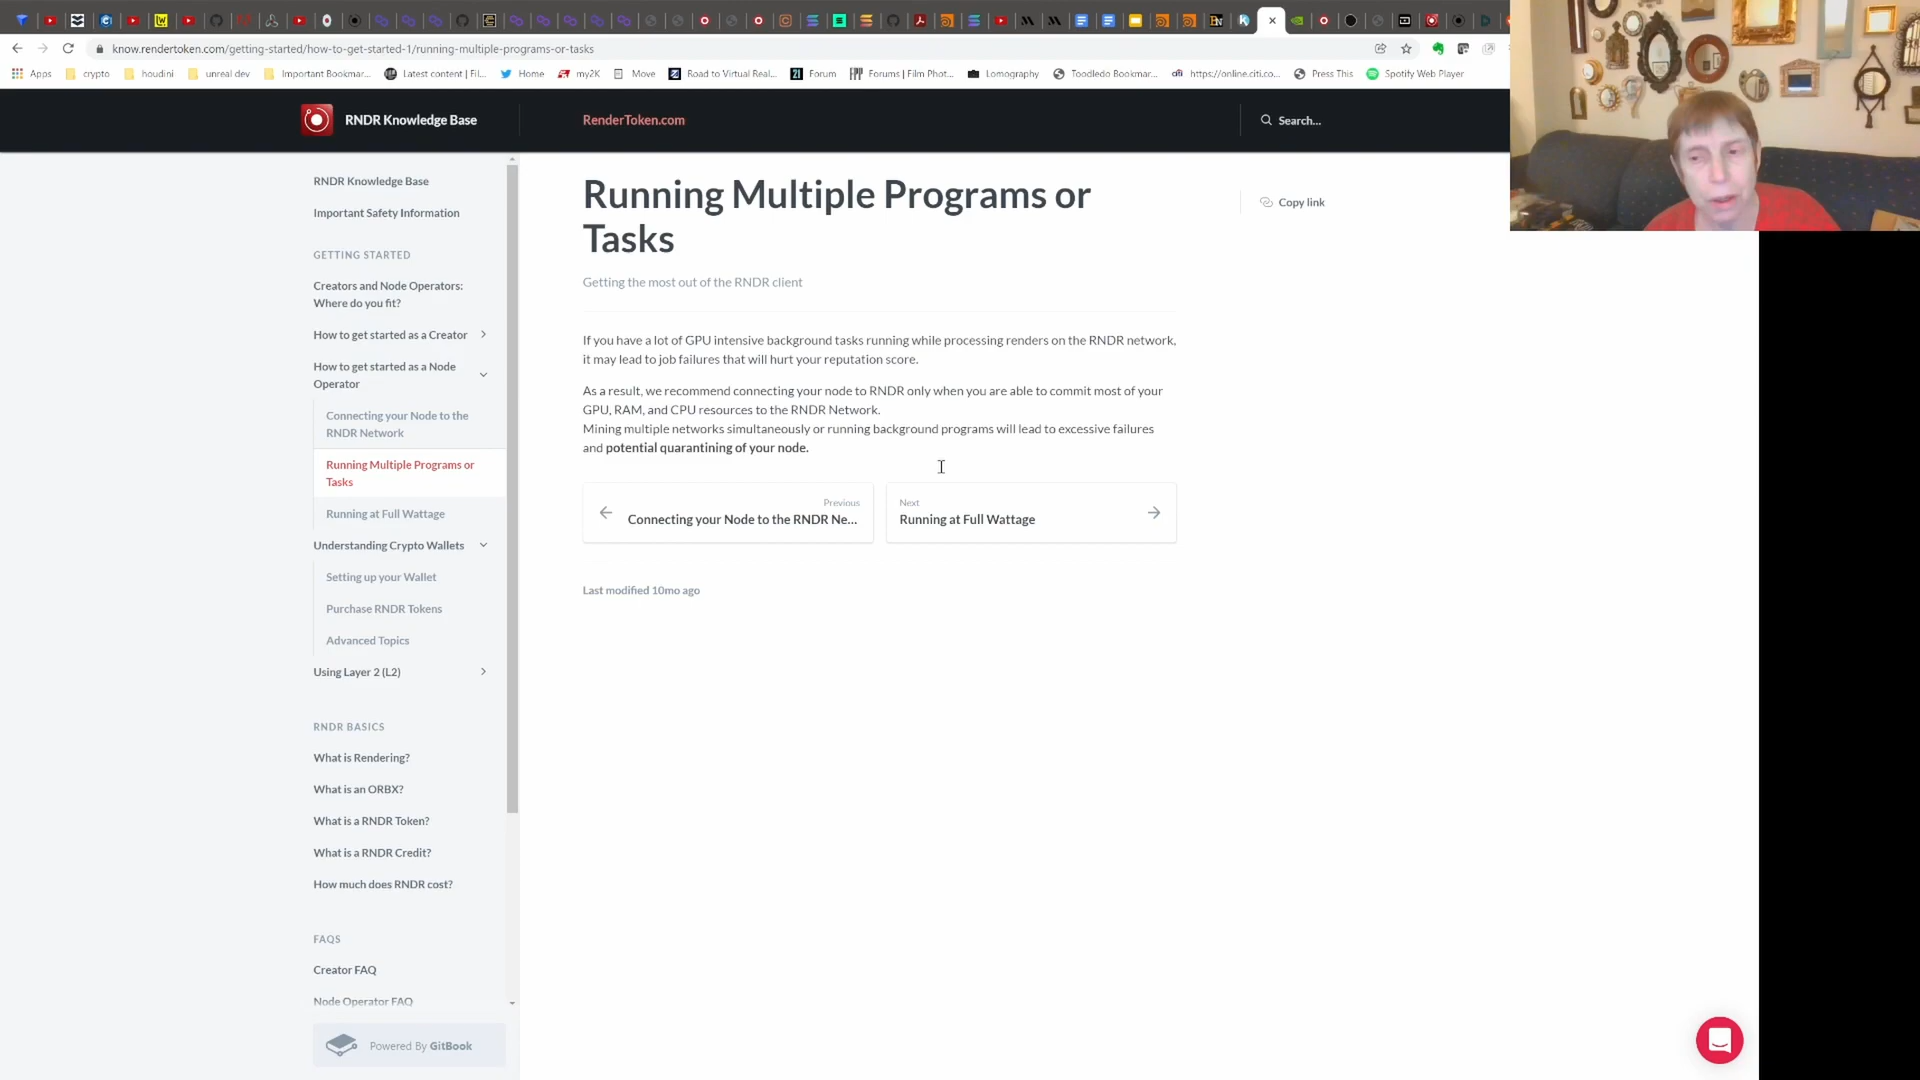 know.rendertoken.com/getting-started/how-to-get-started-1/running-multiple-programs-or-tasks
Apps
crypto
houdini
unreal dev
Important Bookmar...
Latest content | Fil...
Home
my2K
Move
Road to Virtual Real...
Forum
Forums | Film Phot...
Lomography
Toodledo Bookmar...
https://online.citi.co...
Press This
Spotify Web Player
RNDR Knowledge Base
RenderToken.com
Search...
RNDR Knowledge Base
Important Safety Information
GETTING STARTED
Creators and Node Operators:
Where do you fit?
How to get started as a Creator
How to get started as a Node
Operator
Connecting your Node to the
RNDR Network
Running Multiple Programs or
Tasks
Running at Full Wattage
Understanding Crypto Wallets
Setting up your Wallet
Purchase RNDR Tokens
Advanced Topics
Using Layer 2 (L2)
RNDR BASICS
What is Rendering?
What is an ORBX?
What is a RNDR Token?
What is a RNDR Credit?
How much does RNDR cost?
FAQS
Creator FAQ
Node Operator FAQ
Powered By GitBook
Running Multiple Programs or
Tasks
Getting the most out of the RNDR client
If you have a lot of GPU intensive background tasks running while processing renders on the RNDR network,
it may lead to job failures that will hurt your reputation score.
As a result, we recommend connecting your node to RNDR only when you are able to commit most of your
GPU, RAM, and CPU resources to the RNDR Network.
Mining multiple networks simultaneously or running background programs will lead to excessive failures
and potential quarantining of your node.
Previous
Connecting your Node to the RNDR Ne...
Next
Running at Full Wattage
Last modified 10mo ago
Copy link